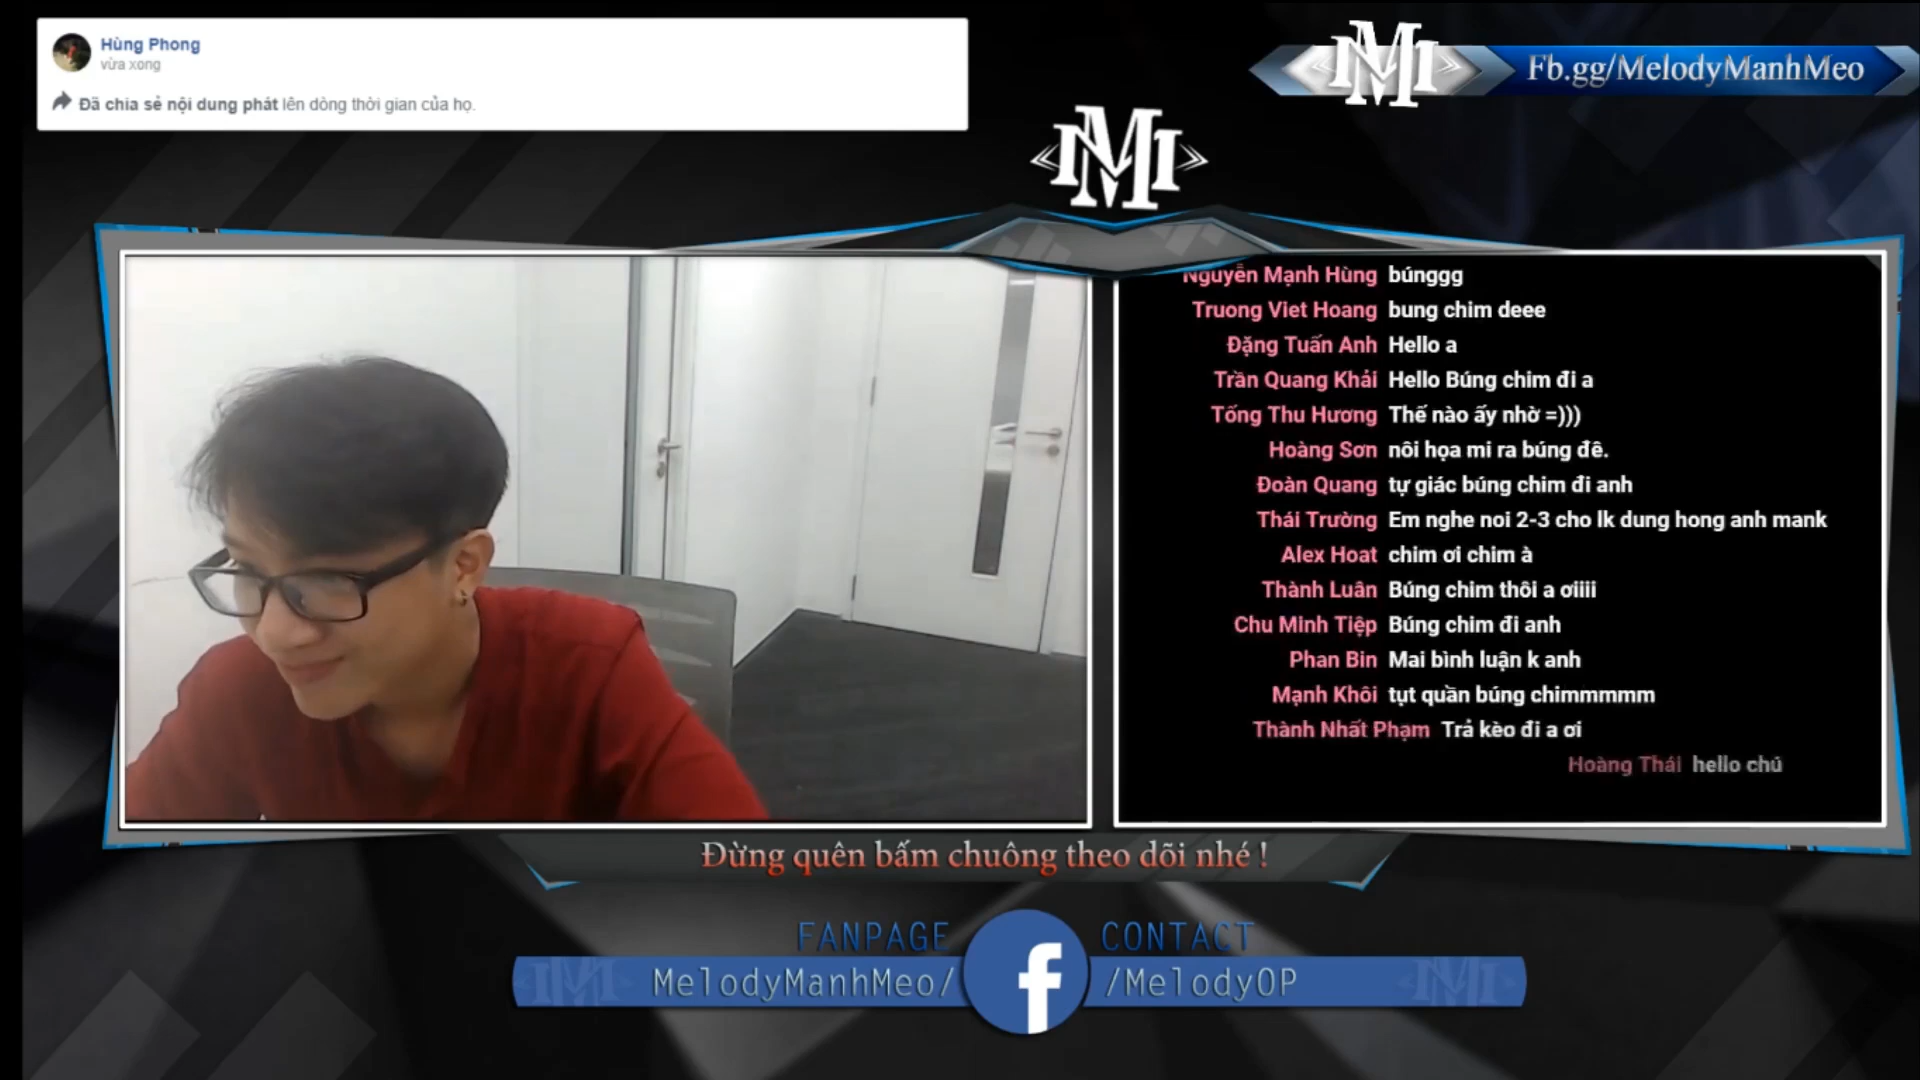 Hùng Phong
vừa xong
Đã chia sẻ nội dung phát lên dòng thời gian của họ.
MM
Fb.gg/MelodyManhMeo
MM
Nguyễn Mạnh Hùng búnggg
Truong Viet Hoang bung chim deee
Đặng Tuấn Anh Hello a
Trần Quang Khải Hello Búng chim đi a
Tống Thu Hương Thế nào ấy nhờ =)))
Hoàng Sơn nôi họa mi ra búng đê.
Đoàn Quang tự giác búng chim đi anh
Thái Trường Em nghe noi 2-3 cho lk dung hong anh mank
Alex Hoat chim ơi chim à
Thành Luân Búng chim thôi a ơiiii
Chu Minh Tiệp Búng chim đi anh
Phan Bin Mai bình luận k anh
Mạnh Khôi tụt quần búng chimmmmm
Thành Nhất Phạm Trả kèo đi a ơi
Hoàng Thái hello chú
Đừng quên bấm chuông theo dõi nhé !
FANPAGE CONTACT
MelodyManhMeo/ f /MelodyOP